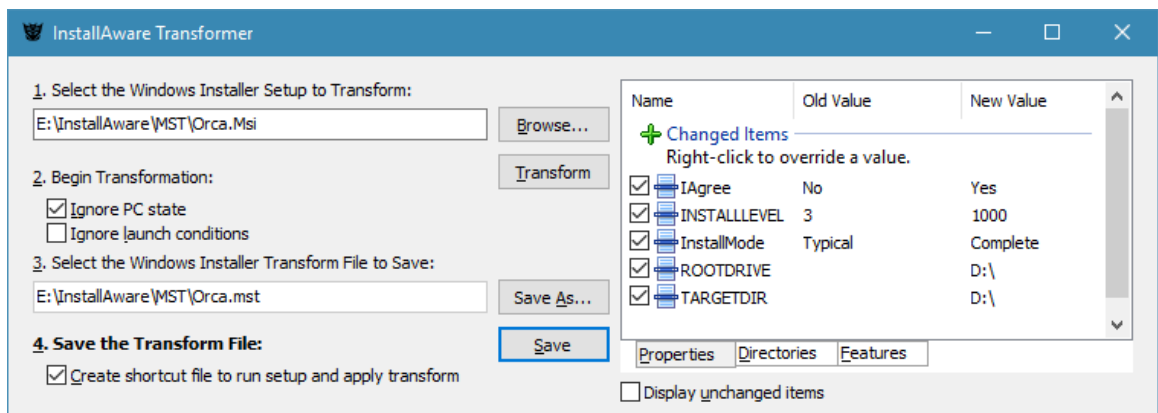 InstallAware Transformer
1. Select the Windows Installer Setup to Transform:
E:\InstallAware\MST\Orca.Msi
Browse...
2. Begin Transformation:
Transform
Ignore PC state
Ignore launch conditions
3. Select the Windows Installer Transform File to Save:
E:\InstallAware\MST\Orca.mst
Save As...
4. Save the Transform File:
Save
Create shortcut file to run setup and apply transform
Name Old Value New Value
Changed Items
Right-click to override a value.
IAgree No Yes
INSTALLLEVEL 3 1000
InstallMode Typical Complete
ROOTDRIVE D:\
TARGETDIR D:\
Properties Directories Features
Display unchanged items